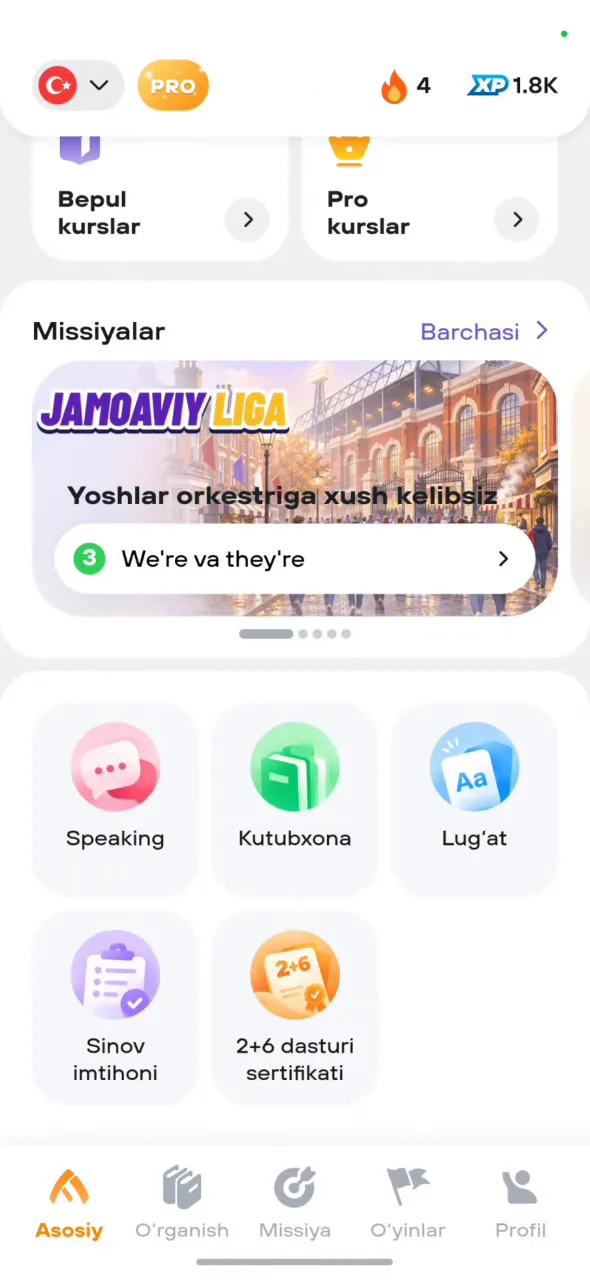 PRO
4
XP 1.8K
Bepul
kurslar
Pro
kurslar
Missiyalar
Barchasi
JAMOAVIY LIGA
Yoshlar orkestriga xush kelibsiz
3 We're va they're
Aa
Speaking
Kutubxona
Lug‘at
2+6
Sinov
imtihoni
2+6 dasturi
sertifikati
Asosiy
O‘rganish
Missiya
O‘yinlar
Profil